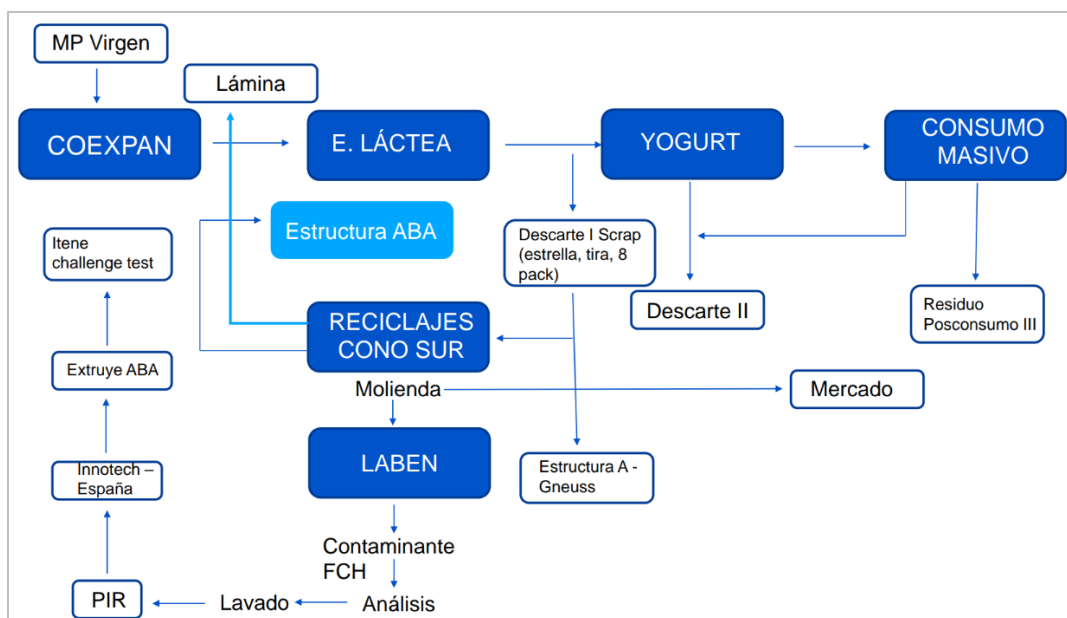 MP Virgen
Lámina
COEXPAN
E. LÁCTEA
YOGURT
CONSUMO
MASIVO
Estructura ABA
Itene
challenge test
Descarte I Scrap
(estrella, tira, 8
pack)
Descarte II
Residuo
Posconsumo III
RECICLAJES
CONO SUR
Extruye ABA
Molienda
Mercado
LABEN
Innotech –
España
Estructura A -
Gneuss
Contaminante
FCH
PIR
Lavado
Análisis